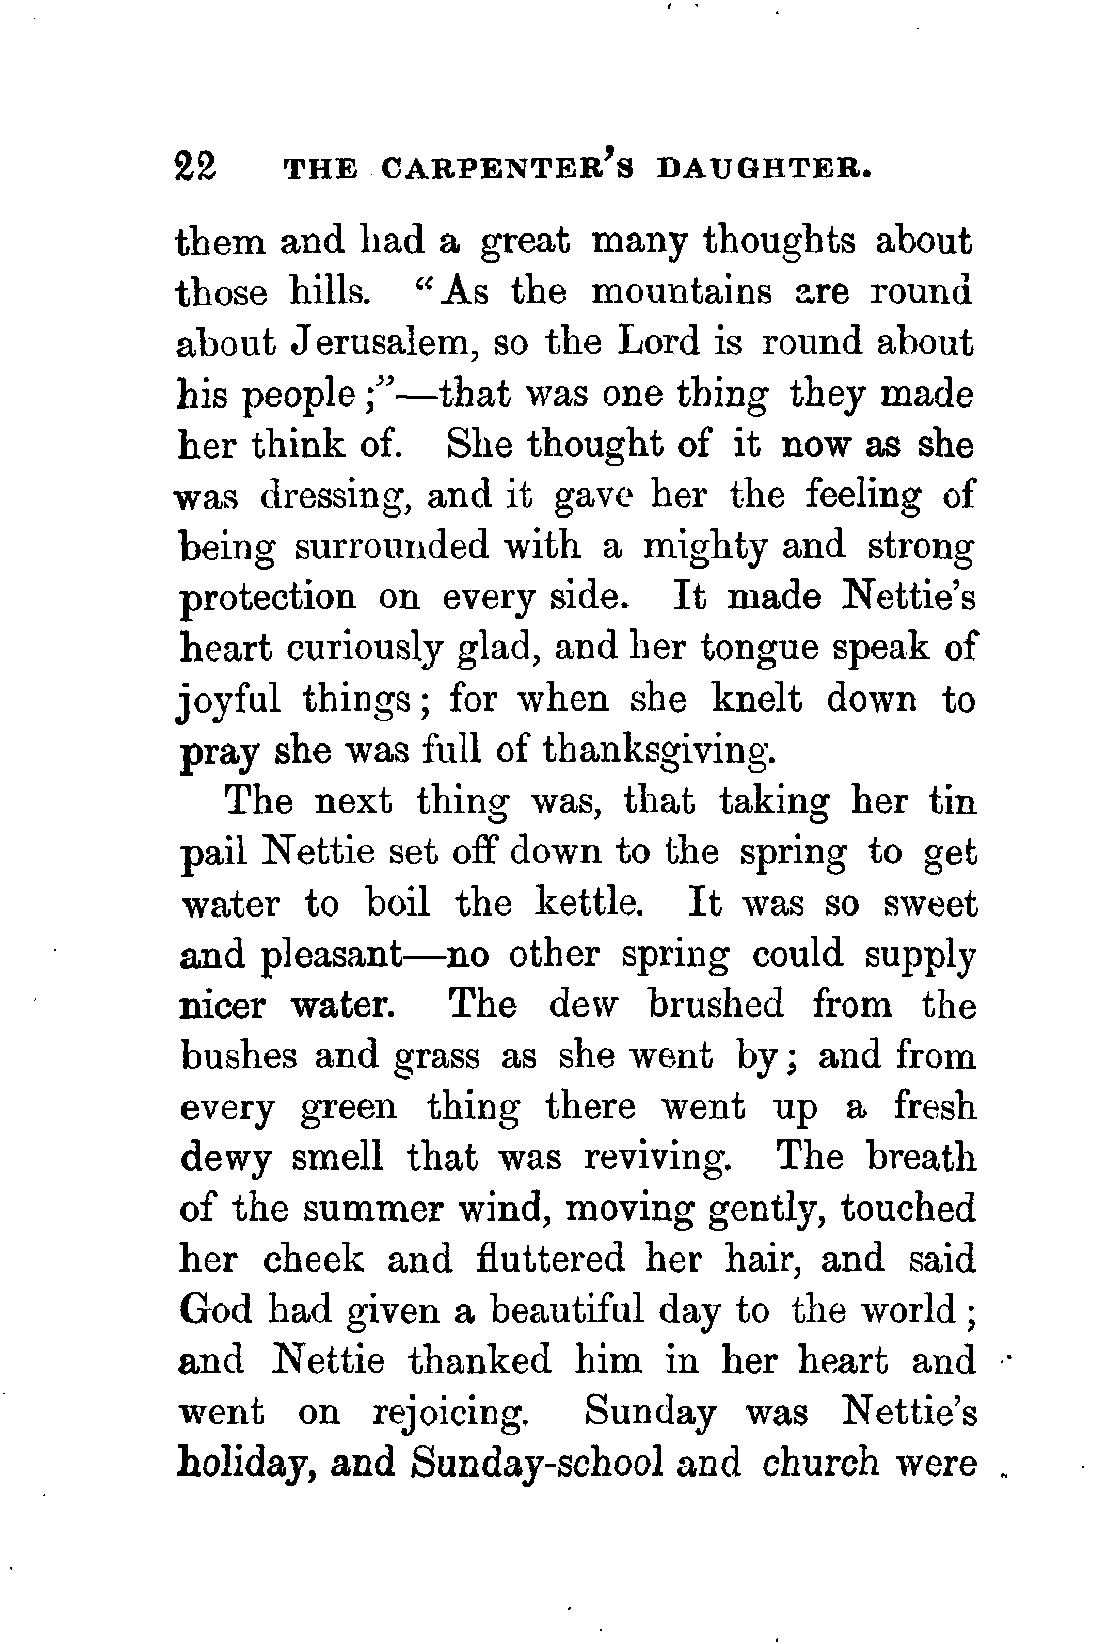 22 THE CARPENTER'S DAUGHTER.
them and had a great many thoughts about
those hills. "As the mountains are round
about Jerusalem, so the Lord is round about
his people;"—that was one thing they made
her think of. She thought of it now as she
was dressing, and it gave her the feeling of
being surrounded with a mighty and strong
protection on every side. It made Nettie's
heart curiously glad, and her tongue speak of
joyful things; for when she knelt down to
pray she was full of thanksgiving.
The next thing was, that taking her tin
pail Nettie set off down to the spring to get
water to boil the kettle. It was so sweet
and pleasant—no other spring could supply
nicer water. The dew brushed from the
bushes and grass as she went by; and from
every green thing there went up a fresh
dewy smell that was reviving. The breath
of the summer wind, moving gently, touched
her cheek and fluttered her hair, and said
God had given a beautiful day to the world;
and Nettie thanked him in her heart and
went on rejoicing. Sunday was Nettie's
holiday, and Sunday-school and church were